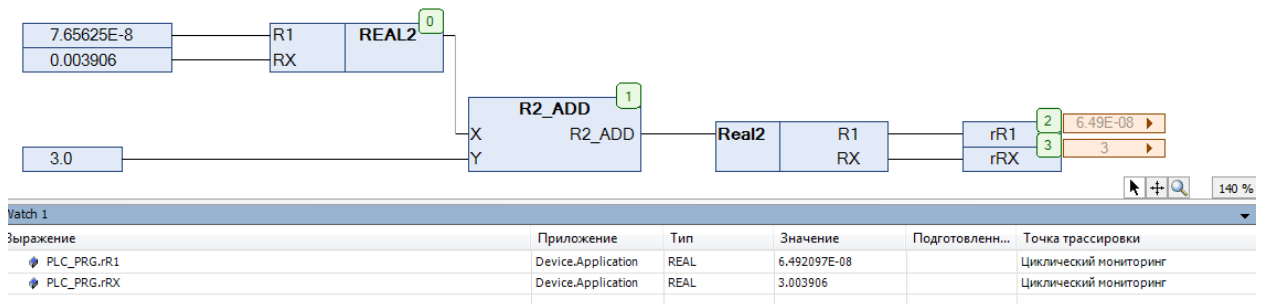 0
7.65625E-8 R1 REAL2
0.003906 RX
1
R2_ADD
X R2_ADD Real2 R1 rR1 2 6.49E-08
3.0 Y RX rRX 3 3
140 %
Watch 1
Выражение Приложение Тип Значение Подготовленн... Точка трассировки
PLC_PRG.rR1 Device.Application REAL 6.492097E-08 Циклический мониторинг
PLC_PRG.rRX Device.Application REAL 3.003906 Циклический мониторинг